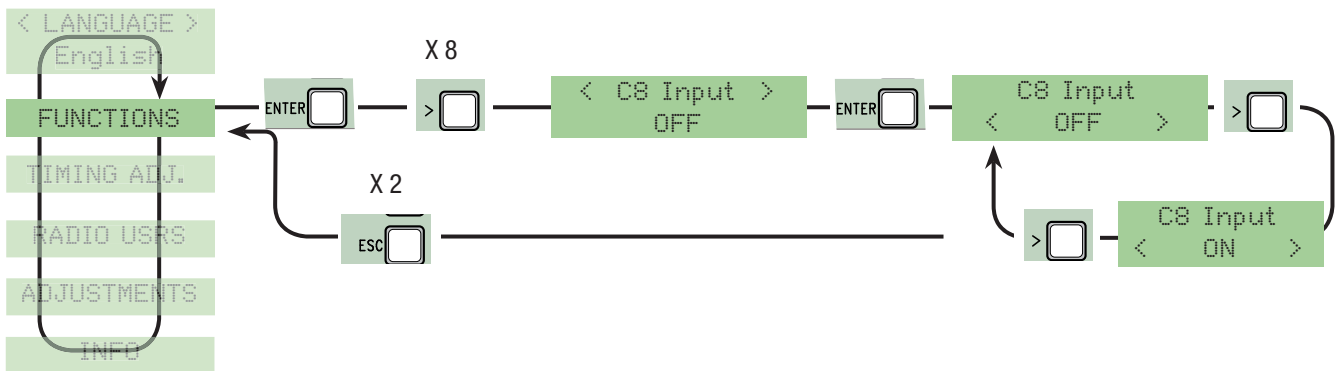 < LANGUAGE >
English
FUNCTIONS
TIMING ADJ.
RADIO USRS
ADJUSTMENTS
INFO
ENTER
X 8
>
< C8 Input >
OFF
ENTER
C8 Input
< OFF >
>
C8 Input
< ON >
>
X 2
ESC